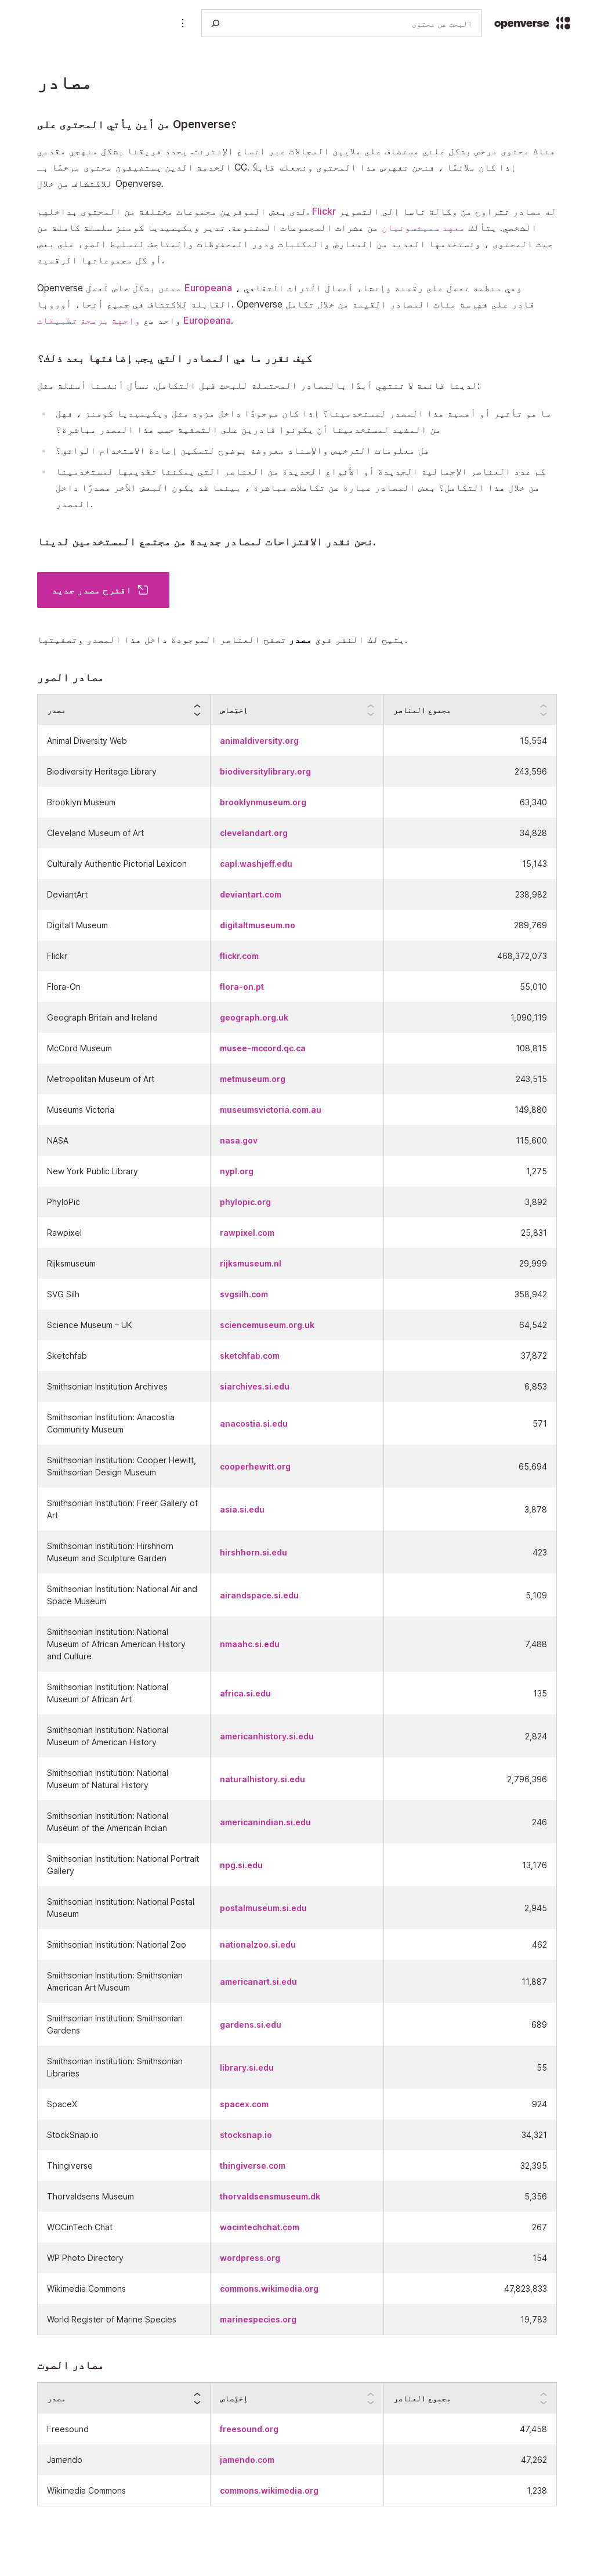 openverse
البحث عن محتوى
مصادر
من أين يأتي المحتوى على Openverse؟
هناك محتوى مرخص بشكل علني مستضاف على ملايين المجالات عبر اتساع الإنترنت. يحدد فريقنا بشكل منهجي مقدمي
الخدمة الذين يستضيفون محتوى مرخصًا بـ CC. إذا كان ملائمًا ، فنحن نفهرس هذا المحتوى ونجعله قابلاً
للاكتشاف من خلال Openverse.
لدى بعض الموفرين مجموعات مختلفة من المحتوى بداخلهم. Flickr له مصادر تتراوح من وكالة ناسا إلى التصوير
الشخصي. يتألف معهد سميثسونيان من عشرات المجموعات المتنوعة. تدير ويكيميديا كومنز سلسلة كاملة من
حيث المحتوى ، وتستخدمها العديد من المعارض والمكتبات ودور المحفوظات والمتاحف لتسليط الضوء على بعض
أو كل مجموعاتها الرقمية.
Openverse ممتن بشكل خاص لعمل Europeana ، وهي منظمة تعمل على رقمنة وإنشاء أعمال التراث الثقافي
القابلة للاكتشاف في جميع أنحاء أوروبا. Openverse قادر على فهرسة مئات المصادر القيمة من خلال تكامل
واحد مع واجهة برمجة تطبيقات Europeana.
كيف نقرر ما هي المصادر التي يجب إضافتها بعد ذلك؟
لدينا قائمة لا تنتهي أبدًا بالمصادر المحتملة للبحث قبل التكامل. نسأل أنفسنا أسئلة مثل:
ما هو تأثير أو أهمية هذا المصدر لمستخدمينا؟ إذا كان موجودًا داخل مزود مثل ويكيميديا كومنز ، فهل
من المفيد لمستخدمينا أن يكونوا قادرين على التصفية حسب هذا المصدر مباشرة؟
هل معلومات الترخيص والإسناد معروضة بوضوح لتمكين إعادة الاستخدام الواثق؟
كم عدد العناصر الإجمالية الجديدة أو الأنواع الجديدة من العناصر التي يمكننا تقديمها لمستخدمينا
من خلال هذا التكامل؟ بعض المصادر عبارة عن تكاملات مباشرة ، بينما قد يكون البعض الآخر مصدرًا داخل
المصدر.
نحن نقدر الاقتراحات لمصادر جديدة من مجتمع المستخدمين لدينا.
اقترح مصدر جديد
يتيح لك النقر فوق مصدر تصفح العناصر الموجودة داخل هذا المصدر وتصفيتها.
مصادر الصور
مصدر	إختِصاص	مجموع العناصر
Animal Diversity Web	animaldiversity.org	15,554
Biodiversity Heritage Library	biodiversitylibrary.org	243,596
Brooklyn Museum	brooklynmuseum.org	63,340
Cleveland Museum of Art	clevelandart.org	34,828
Culturally Authentic Pictorial Lexicon	capl.washjeff.edu	15,143
DeviantArt	deviantart.com	238,982
Digitalt Museum	digitaltmuseum.no	289,769
Flickr	flickr.com	468,372,073
Flora-On	flora-on.pt	55,010
Geograph Britain and Ireland	geograph.org.uk	1,090,119
McCord Museum	musee-mccord.qc.ca	108,815
Metropolitan Museum of Art	metmuseum.org	243,515
Museums Victoria	museumsvictoria.com.au	149,880
NASA	nasa.gov	115,600
New York Public Library	nypl.org	1,275
PhyloPic	phylopic.org	3,892
Rawpixel	rawpixel.com	25,831
Rijksmuseum	rijksmuseum.nl	29,999
SVG Silh	svgsilh.com	358,942
Science Museum – UK	sciencemuseum.org.uk	64,542
Sketchfab	sketchfab.com	37,872
Smithsonian Institution Archives	siarchives.si.edu	6,853
Smithsonian Institution: Anacostia
Community Museum	anacostia.si.edu	571
Smithsonian Institution: Cooper Hewitt,
Smithsonian Design Museum	cooperhewitt.org	65,694
Smithsonian Institution: Freer Gallery of
Art	asia.si.edu	3,878
Smithsonian Institution: Hirshhorn
Museum and Sculpture Garden	hirshhorn.si.edu	423
Smithsonian Institution: National Air and
Space Museum	airandspace.si.edu	5,109
Smithsonian Institution: National
Museum of African American History
and Culture	nmaahc.si.edu	7,488
Smithsonian Institution: National
Museum of African Art	africa.si.edu	135
Smithsonian Institution: National
Museum of American History	americanhistory.si.edu	2,824
Smithsonian Institution: National
Museum of Natural History	naturalhistory.si.edu	2,796,396
Smithsonian Institution: National
Museum of the American Indian	americanindian.si.edu	246
Smithsonian Institution: National Portrait
Gallery	npg.si.edu	13,176
Smithsonian Institution: National Postal
Museum	postalmuseum.si.edu	2,945
Smithsonian Institution: National Zoo	nationalzoo.si.edu	462
Smithsonian Institution: Smithsonian
American Art Museum	americanart.si.edu	11,887
Smithsonian Institution: Smithsonian
Gardens	gardens.si.edu	689
Smithsonian Institution: Smithsonian
Libraries	library.si.edu	55
SpaceX	spacex.com	924
StockSnap.io	stocksnap.io	34,321
Thingiverse	thingiverse.com	32,395
Thorvaldsens Museum	thorvaldsensmuseum.dk	5,356
WOCinTech Chat	wocintechchat.com	267
WP Photo Directory	wordpress.org	154
Wikimedia Commons	commons.wikimedia.org	47,823,833
World Register of Marine Species	marinespecies.org	19,783
مصادر الصوت
مصدر	إختِصاص	مجموع العناصر
Freesound	freesound.org	47,458
Jamendo	jamendo.com	47,262
Wikimedia Commons	commons.wikimedia.org	1,238